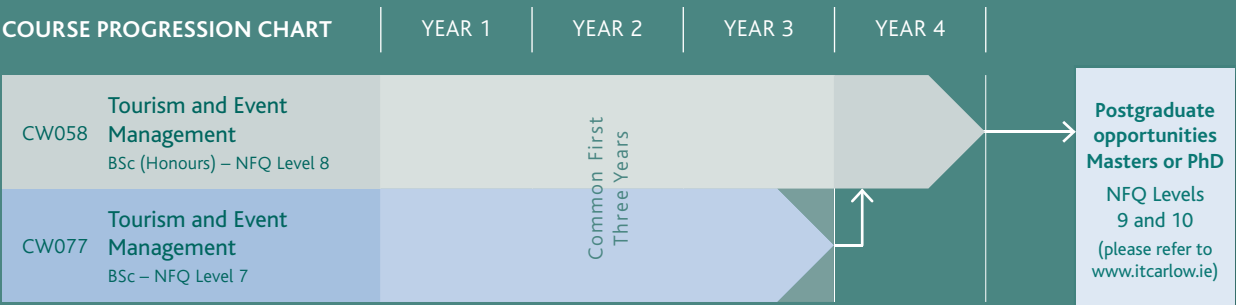 COURSE PROGRESSION CHART
YEAR 1
YEAR 2
YEAR 3
YEAR 4
CW058
Tourism and Event
Management
BSc (Honours) – NFQ Level 8
CW077
Tourism and Event
Management
BSc – NFQ Level 7
Common First
Three Years
Postgraduate
opportunities
Masters or PhD
NFQ Levels
9 and 10
(please refer to
www.itcarlow.ie)